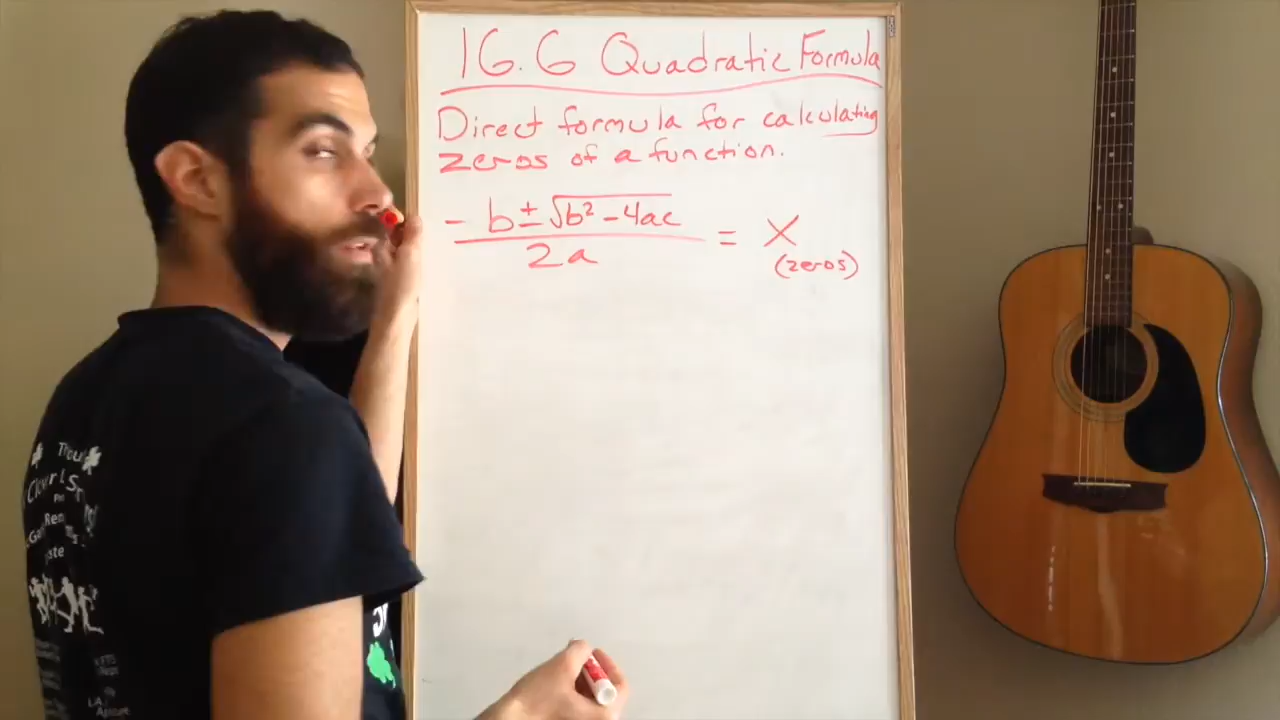 16.6 Quadratic Formula
Direct formula for calculating
zeros of a function.
- b ± √b² - 4ac
2a
= X
(zeros)